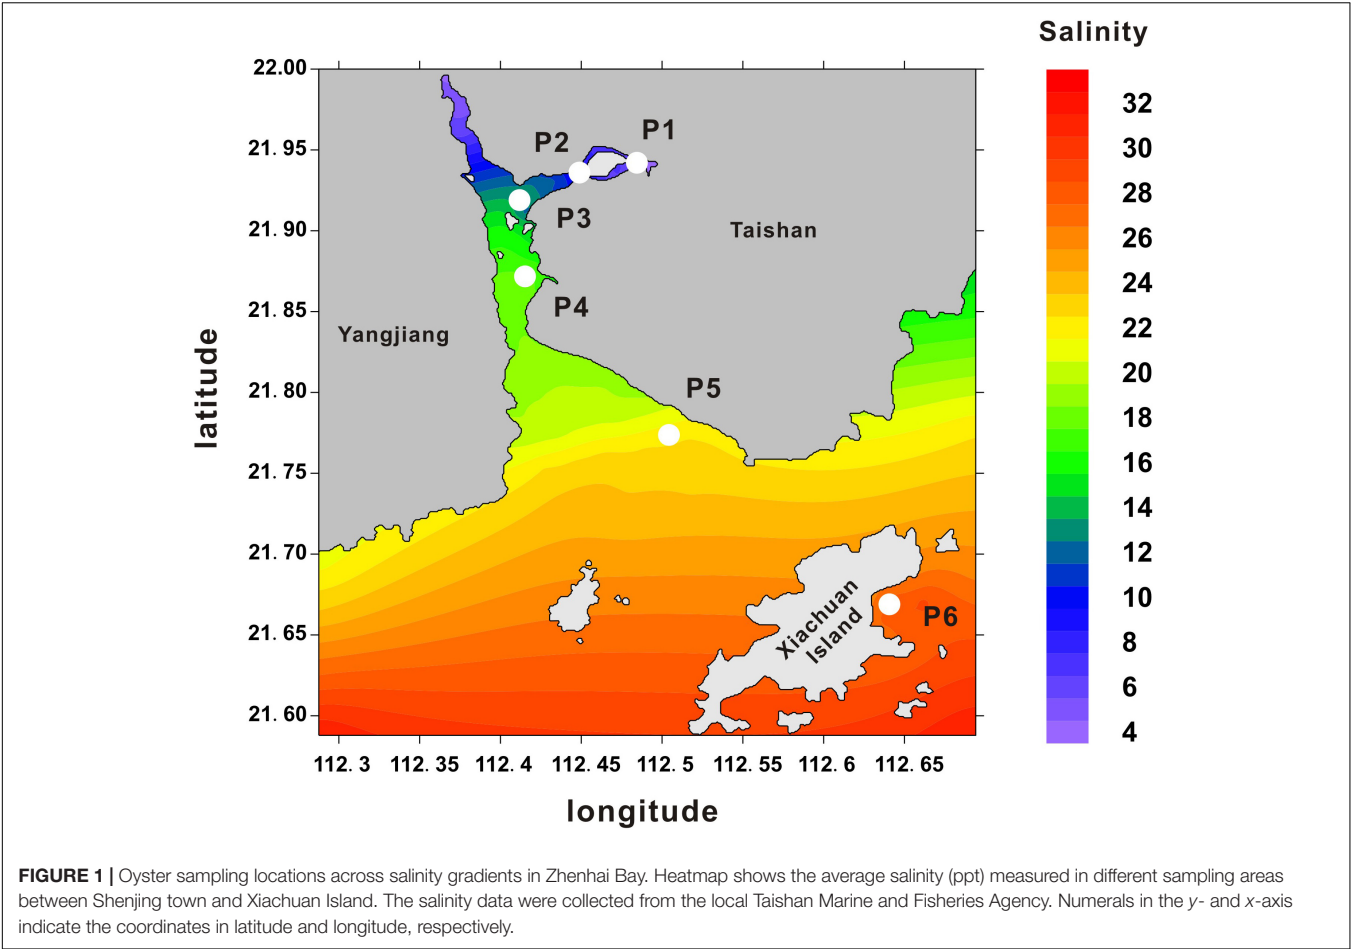 Salinity
22.00
21.95
21.90
21.85
21.80
21.75
21.70
21.65
21.60
latitude
P1
P2
P3
Taishan
P4
Yangjiang
P5
Xiachuan
Island
P6
32
30
28
26
24
22
20
18
16
14
12
10
8
6
4
112.3 112.35 112.4 112.45 112.5 112.55 112.6 112.65
longitude
FIGURE 1 | Oyster sampling locations across salinity gradients in Zhenhai Bay. Heatmap shows the average salinity (ppt) measured in different sampling areas
between Shenjing town and Xiachuan Island. The salinity data were collected from the local Taishan Marine and Fisheries Agency. Numerals in the y- and x-axis
indicate the coordinates in latitude and longitude, respectively.